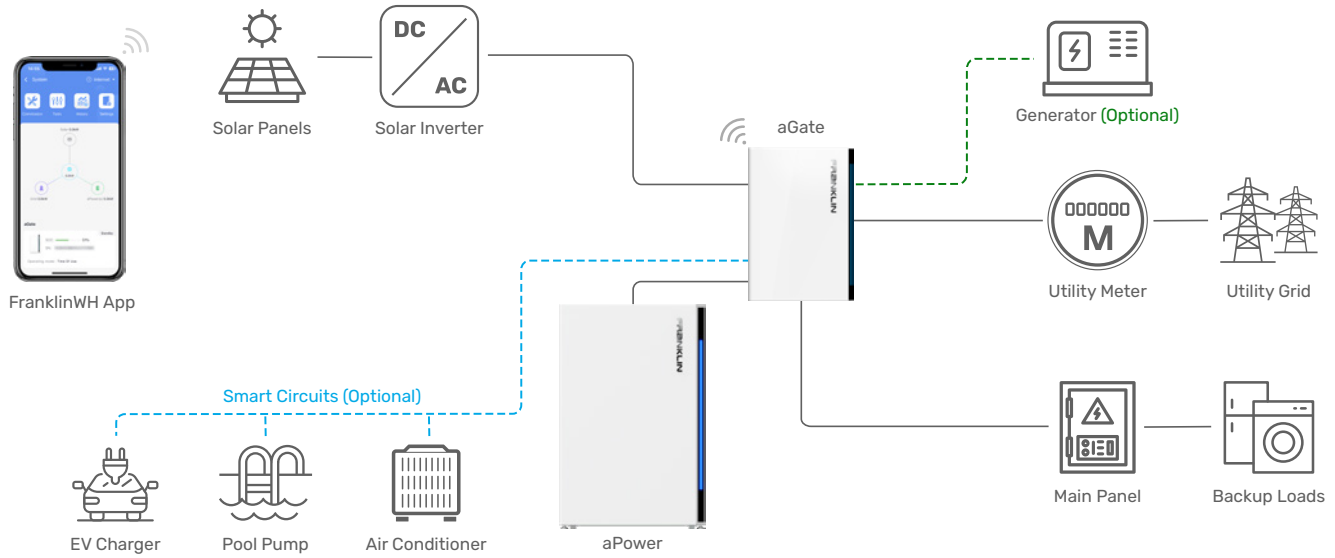 DC
AC
Solar Panels
Solar Inverter
aGate
FRANKLIN
Generator (Optional)
M
Utility Meter
Utility Grid
System
FranklinWH App
Smart Circuits (Optional)
FRANKLIN
EV Charger
Pool Pump
Air Conditioner
aPower
Main Panel
Backup Loads